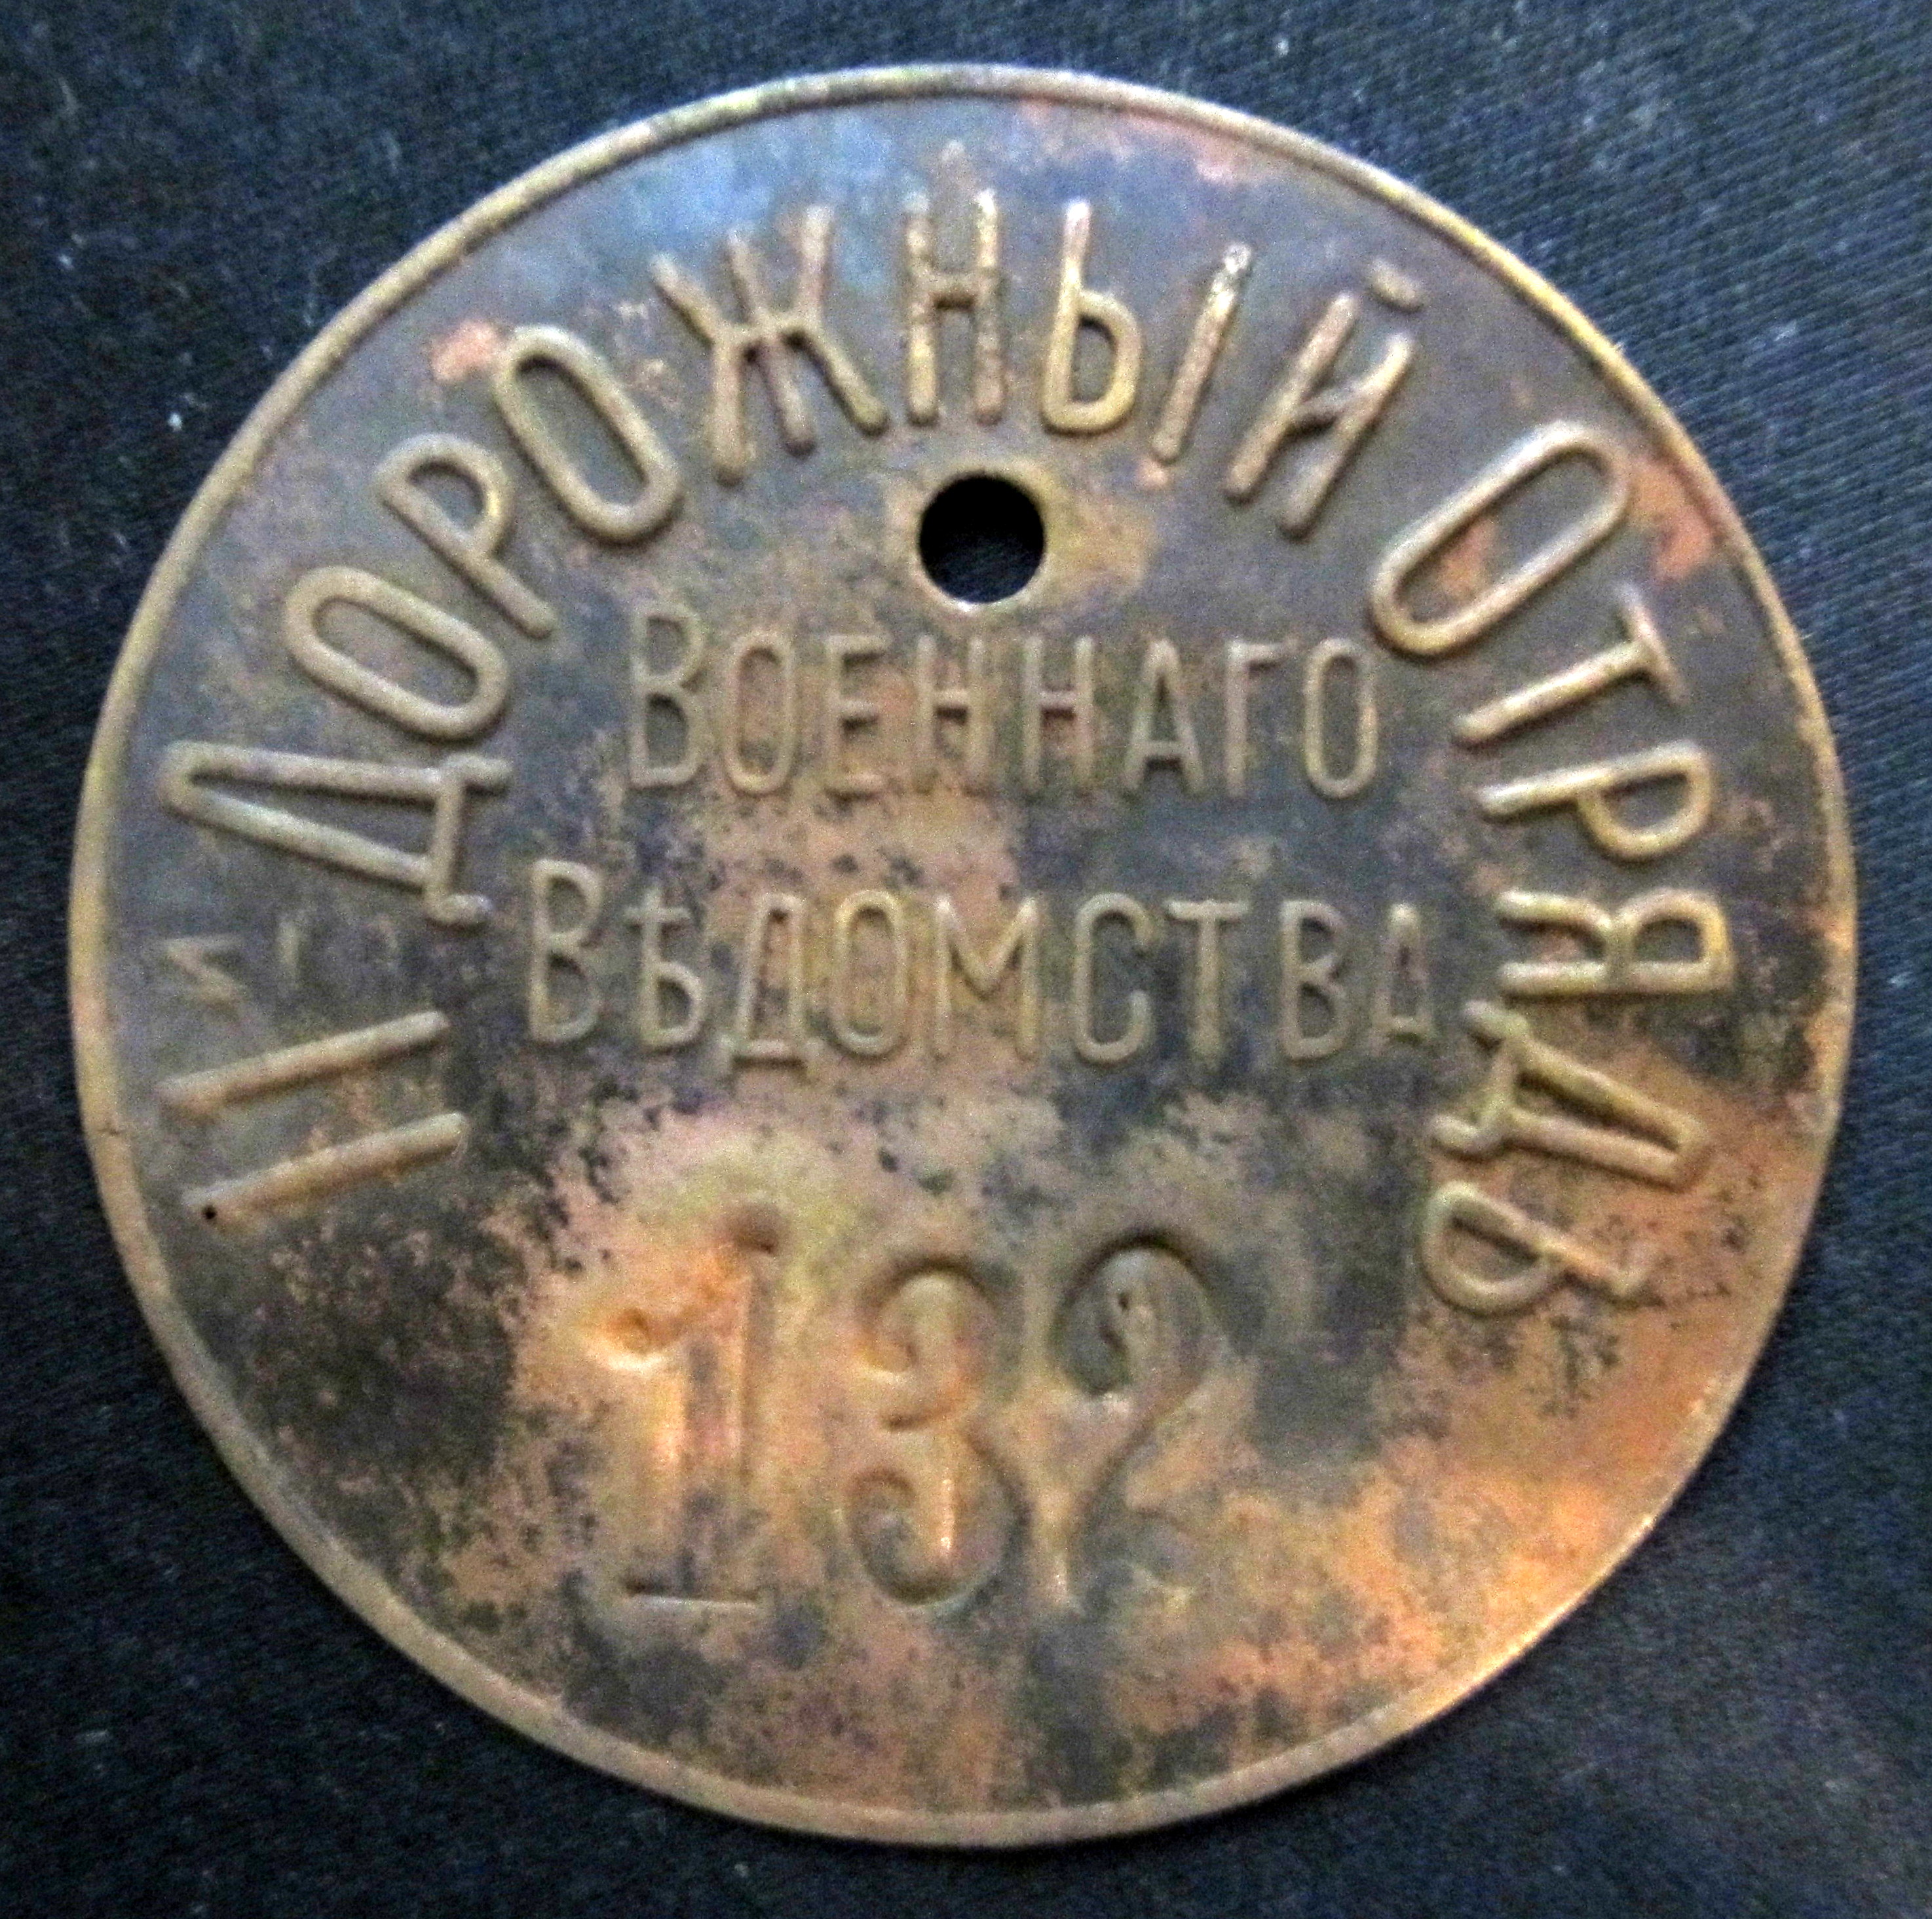 II ДОРОЖНЫЙ ОТРЯДЪ
ВОЕННАГО
ВѢДОМСТВА
132